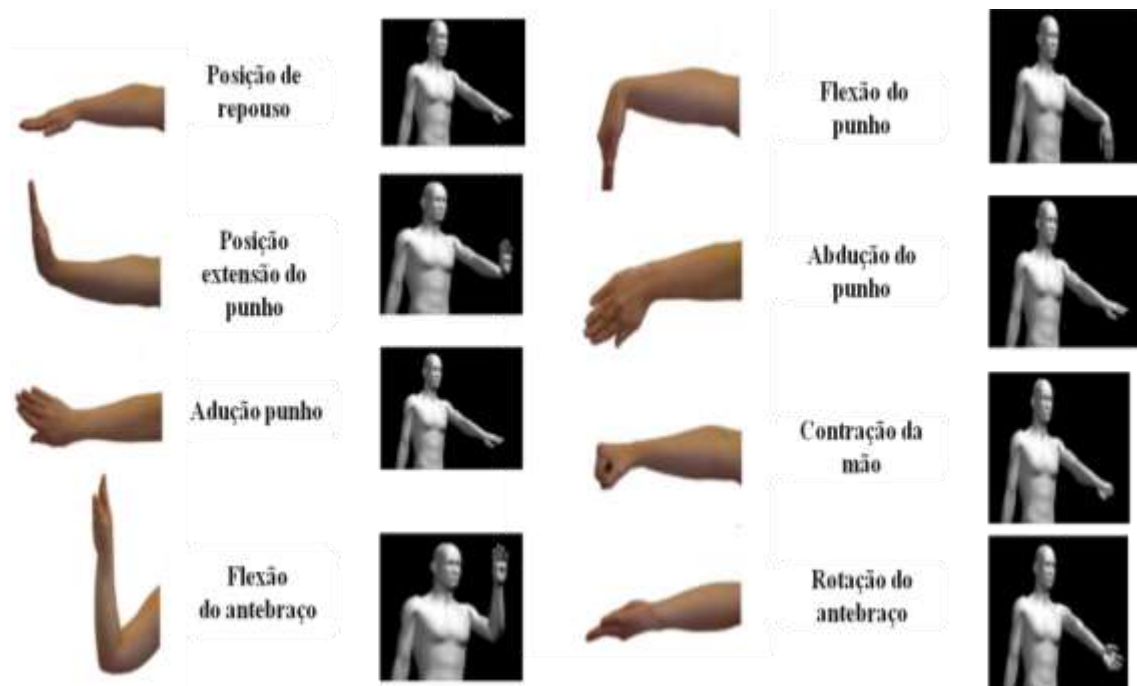 Posição de
repouso
Flexão do
punho
Posição
extensão do
punho
Abdução do
punho
Adução punho
Contração da
mão
Flexão
do antebraço
Rotação do
antebraço